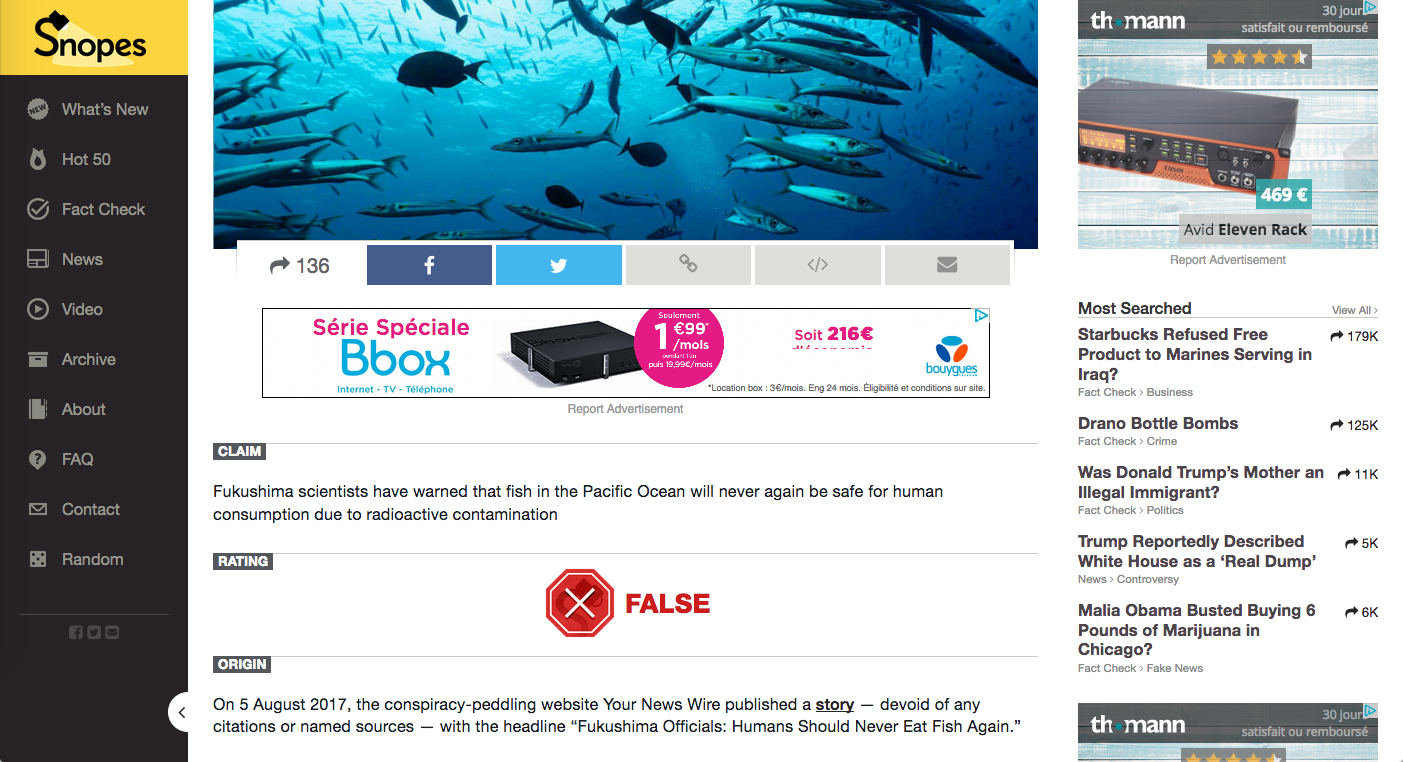 Snopes
NEW
What's New
Hot 50
Fact Check
News
Video
Archive
About
FAQ
Contact
Random
136
Série Spéciale
Bbox
Internet - TV - Téléphone
Seulement
1 €99*
/mois
pendant 1 an
puis 19,99€/mois
Soit 216€
d'économie
bouygues
*Location box : 3€/mois. Eng 24 mois. Éligibilité et conditions sur site.
Report Advertisement
CLAIM
Fukushima scientists have warned that fish in the Pacific Ocean will never again be safe for human
consumption due to radioactive contamination
RATING
FALSE
ORIGIN
On 5 August 2017, the conspiracy-peddling website Your News Wire published a story — devoid of any
citations or named sources — with the headline “Fukushima Officials: Humans Should Never Eat Fish Again.”
th•mann
30 jours
satisfait ou remboursé
Eleven
469 €
Avid Eleven Rack
Report Advertisement
Most Searched
View All ›
Starbucks Refused Free
Product to Marines Serving in
Iraq?
179K
Fact Check › Business
Drano Bottle Bombs
125K
Fact Check › Crime
Was Donald Trump’s Mother an
Illegal Immigrant?
11K
Fact Check › Politics
Trump Reportedly Described
White House as a ‘Real Dump’
5K
News › Controversy
Malia Obama Busted Buying 6
Pounds of Marijuana in
Chicago?
6K
Fact Check › Fake News
th•mann
30 jours
satisfait ou remboursé